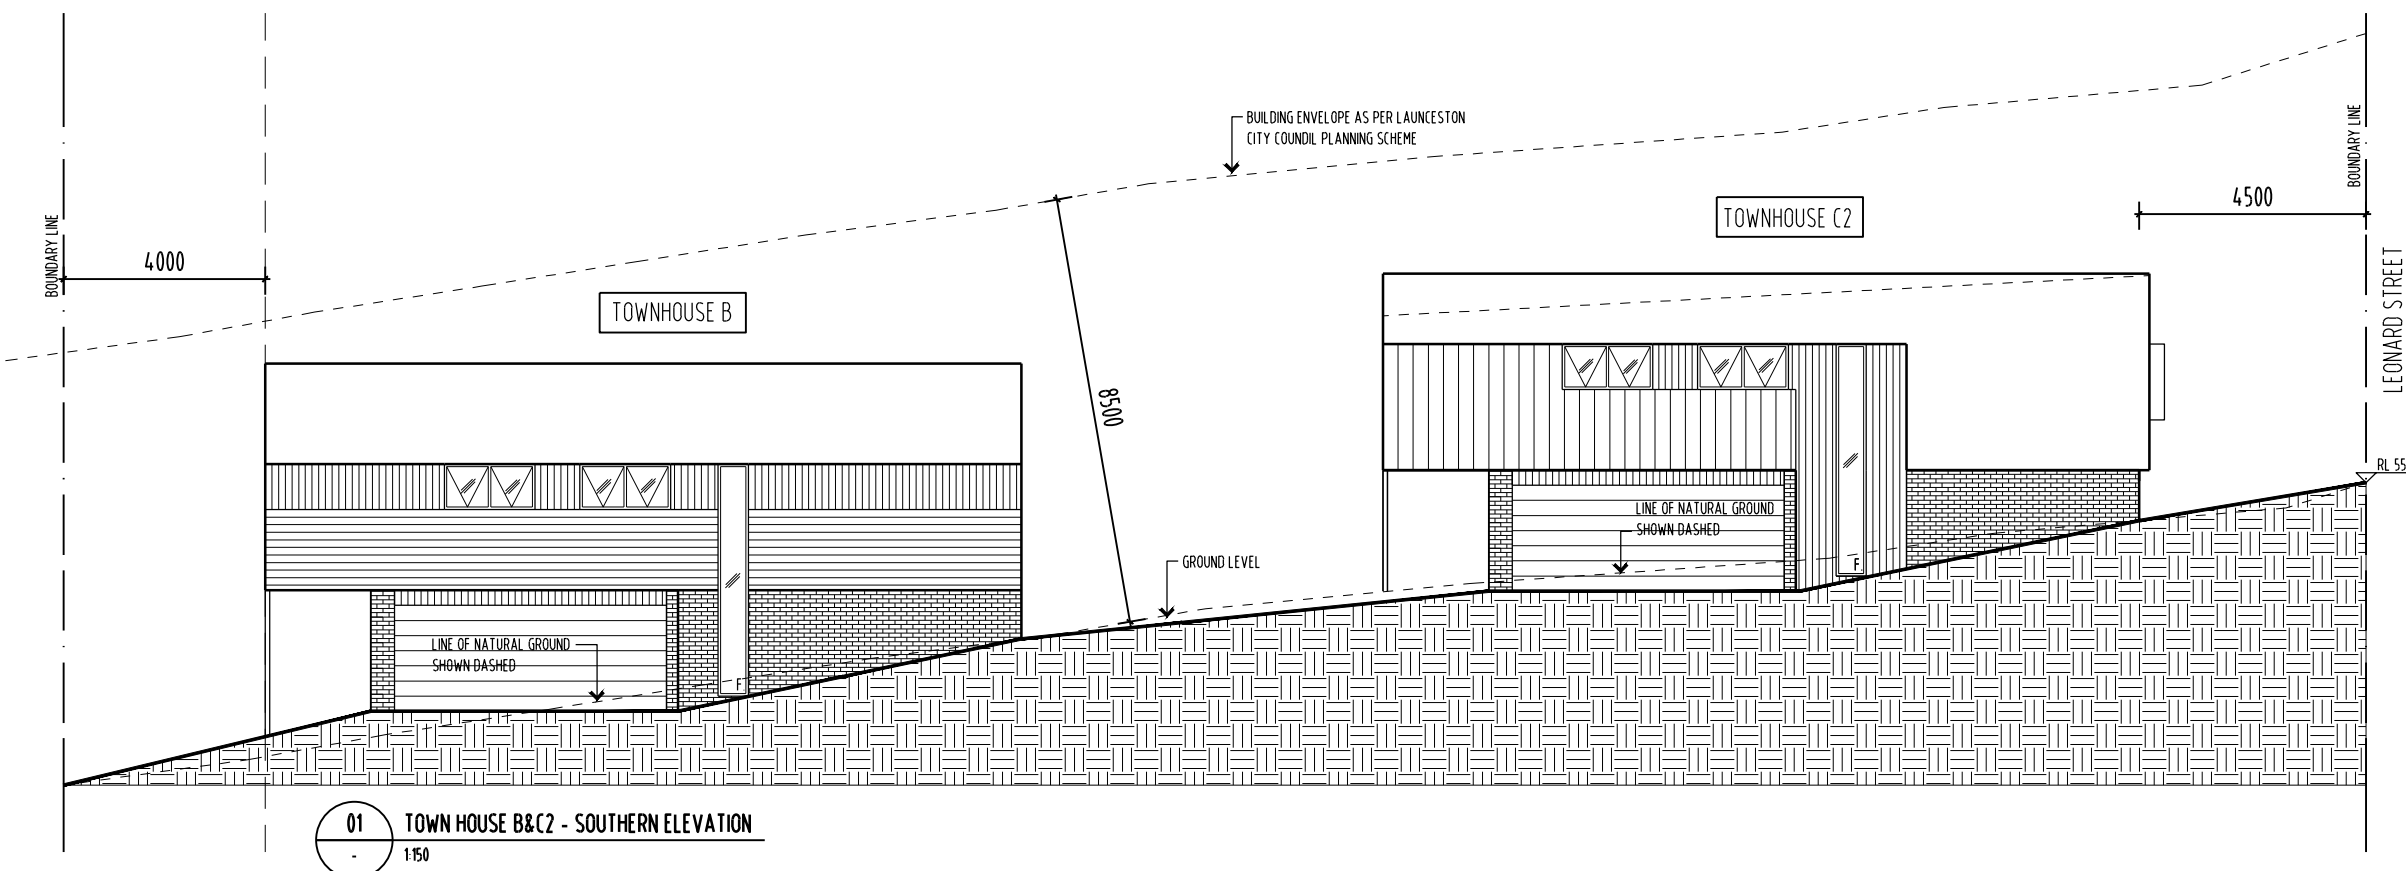 BUILDING ENVELOPE AS PER LAUNCESTON
CITY COUNDIL PLANNING SCHEME
BOUNDARY LINE
4500
TOWNHOUSE C2
BOUNDARY LINE
4000
TOWNHOUSE B
LEONARD STREET
8500
RL 55
LINE OF NATURAL GROUND
SHOWN DASHED
GROUND LEVEL
F
LINE OF NATURAL GROUND
SHOWN DASHED
F
01
TOWN HOUSE B&C2 - SOUTHERN ELEVATION
-
1:150